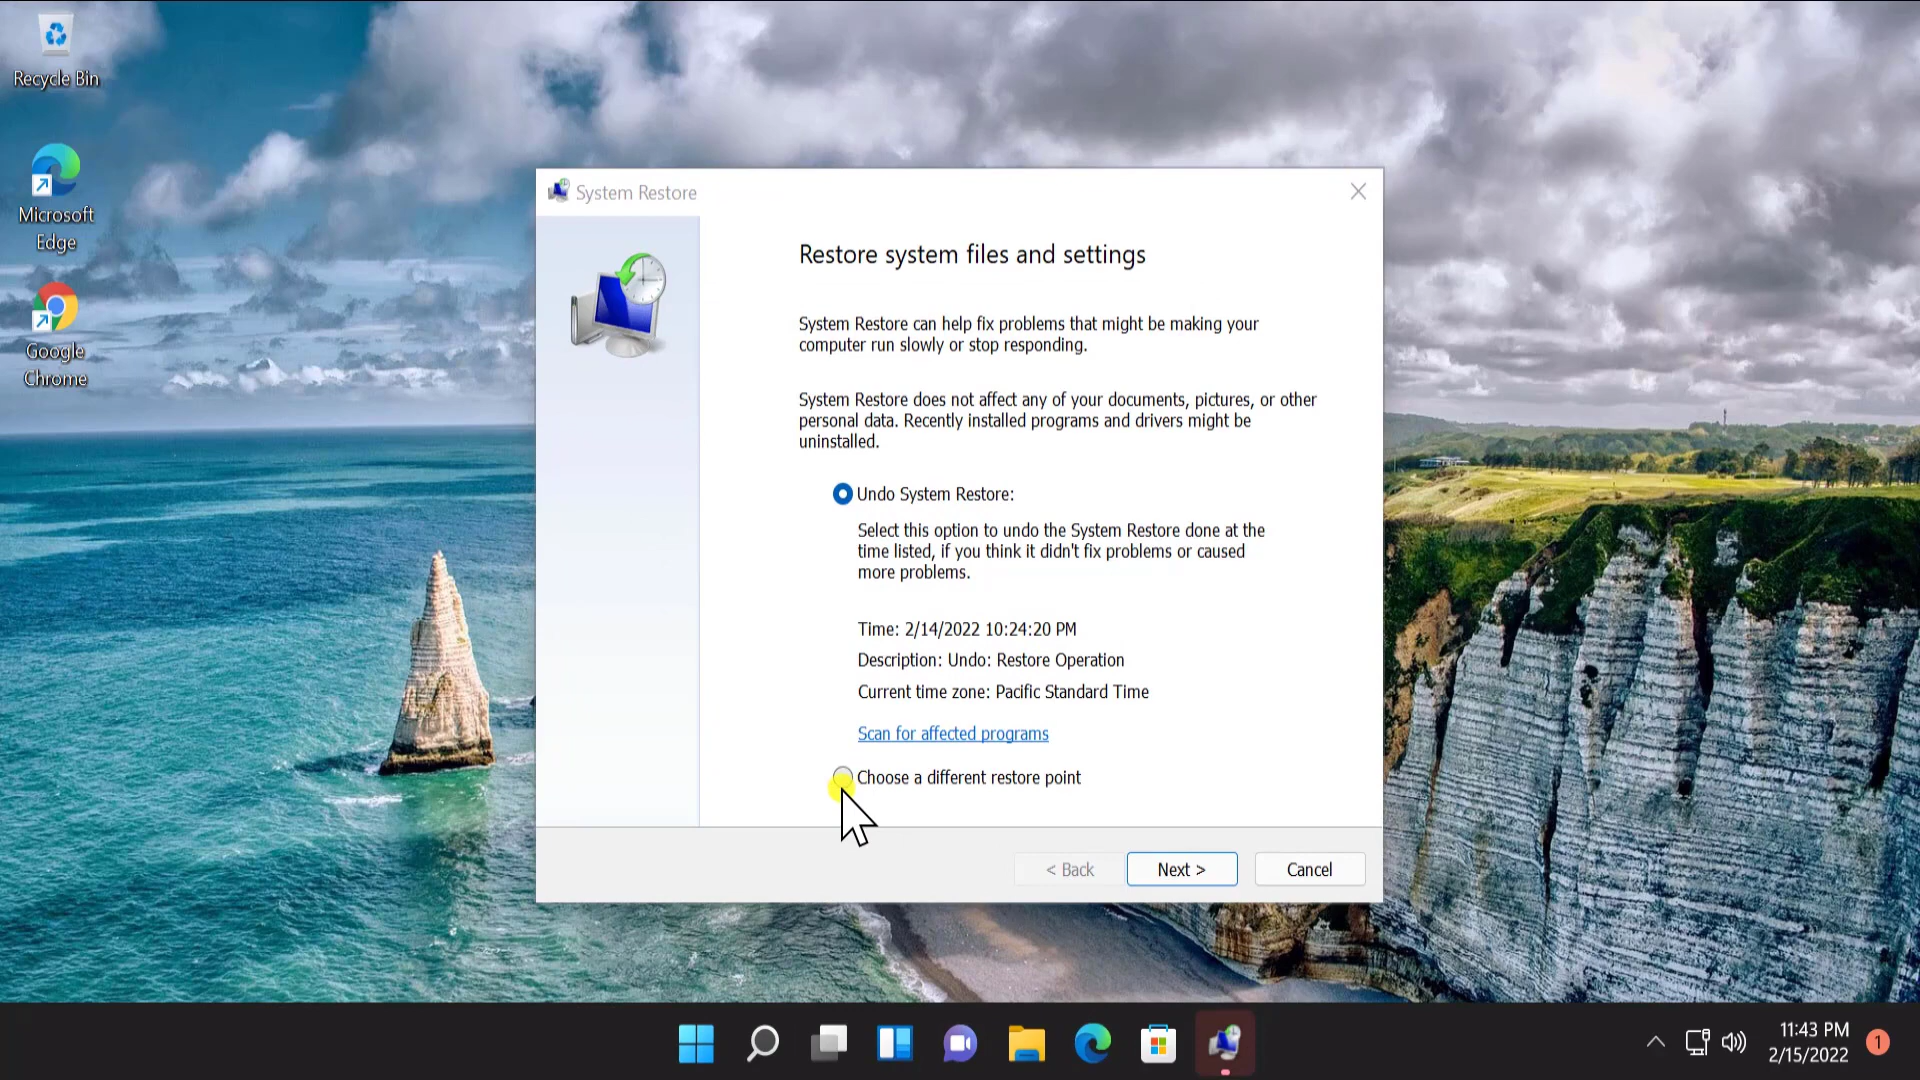 Recycle Bin
Microsoft
Edge
Google
Chrome
System Restore
Restore system files and settings
System Restore can help fix problems that might be making your
computer run slowly or stop responding.
System Restore does not affect any of your documents, pictures, or other
personal data. Recently installed programs and drivers might be
uninstalled.
Undo System Restore:
Select this option to undo the System Restore done at the
time listed, if you think it didn't fix problems or caused
more problems.
Time: 2/14/2022 10:24:20 PM
Description: Undo: Restore Operation
Current time zone: Pacific Standard Time
Scan for affected programs
Choose a different restore point
< Back
Next >
Cancel
11:43 PM
2/15/2022
1